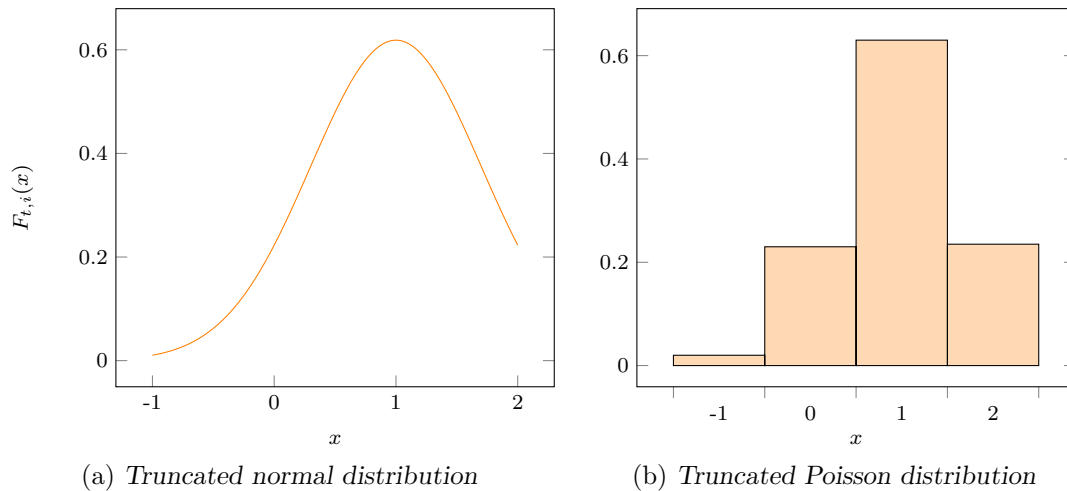 F_{t,i}(x)
0.6
0.4
0.2
0
-1 0 1 2
x
(a) Truncated normal distribution
0.6
0.4
0.2
0
-1 0 1 2
x
(b) Truncated Poisson distribution